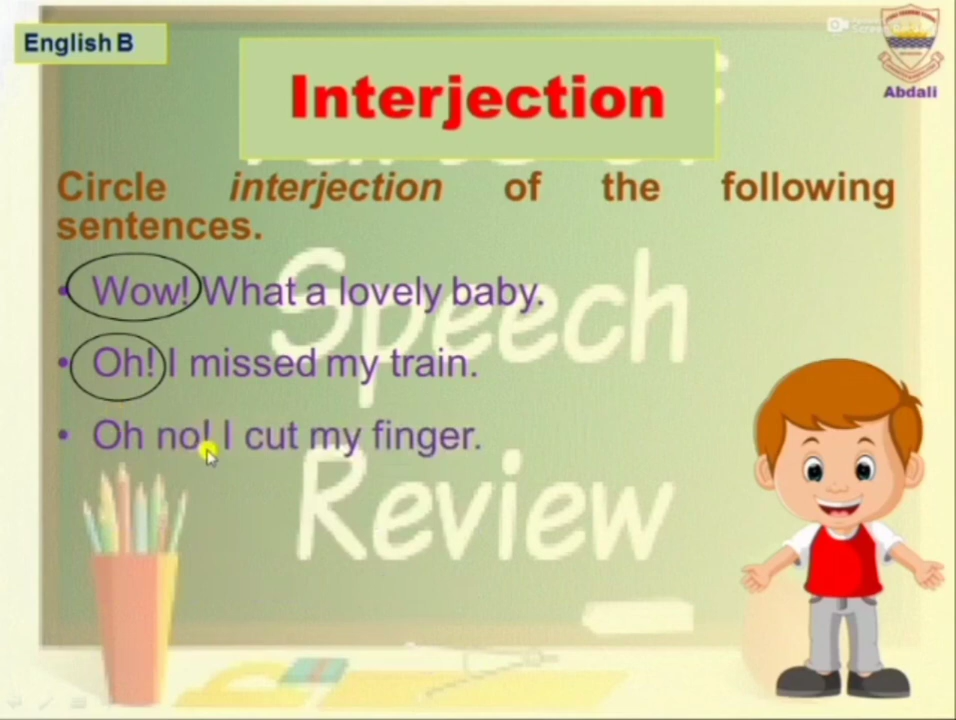 English B
Interjection
Abdali
Circle interjection of the following
sentences.
• Wow! What a lovely baby.
• Oh! I missed my train.
• Oh no! I cut my finger.
Speech
Review